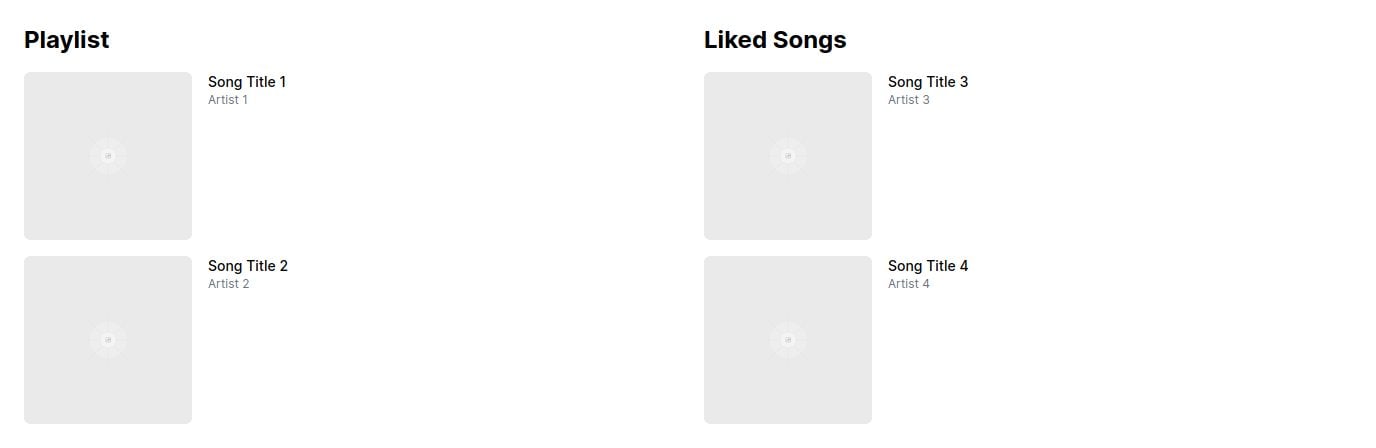 Playlist
Song Title 1
Artist 1
Song Title 2
Artist 2
Liked Songs
Song Title 3
Artist 3
Song Title 4
Artist 4